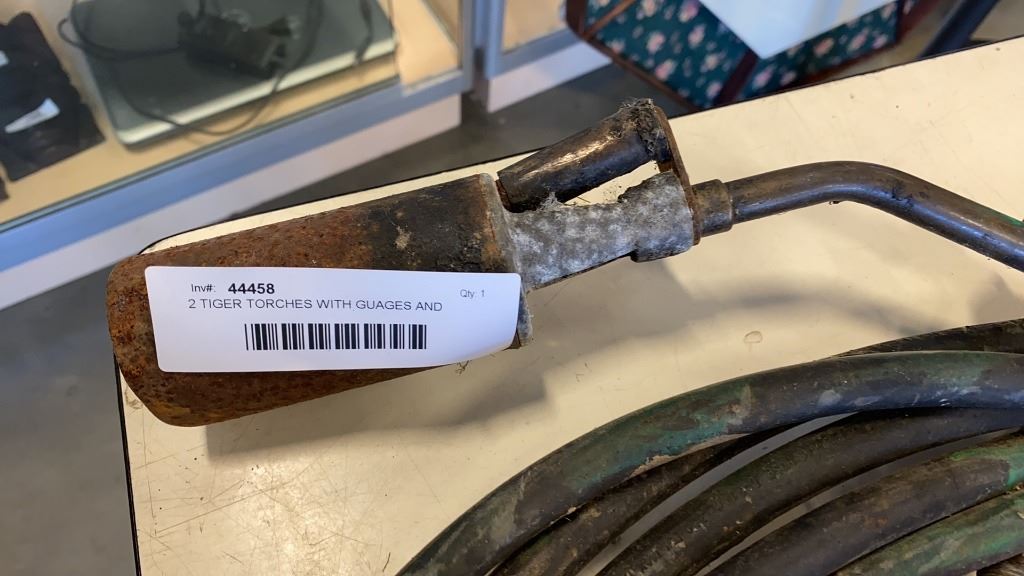 Inv#: 44458 Qty: 1
2 TIGER TORCHES WITH GUAGES AND